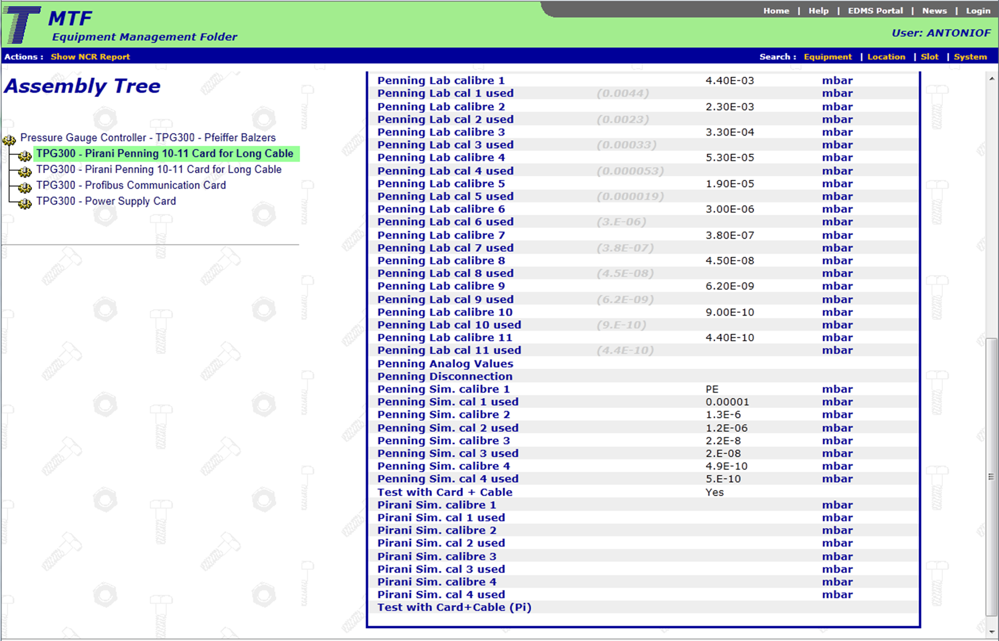 Home | Help | EDMS Portal | News | Login
MTF
Equipment Management Folder
User: ANTONIOF
Actions : Show NCR Report
Search : Equipment | Location | Slot | System
Assembly Tree
Pressure Gauge Controller - TPG300 - Pfeiffer Balzers
TPG300 - Pirani Penning 10-11 Card for Long Cable
TPG300 - Pirani Penning 10-11 Card for Long Cable
TPG300 - Profibus Communication Card
TPG300 - Power Supply Card
Penning Lab calibre 1 4.40E-03 mbar
Penning Lab cal 1 used (0.0044) mbar
Penning Lab calibre 2 2.30E-03 mbar
Penning Lab cal 2 used (0.0023) mbar
Penning Lab calibre 3 3.30E-04 mbar
Penning Lab cal 3 used (0.00033) mbar
Penning Lab calibre 4 5.30E-05 mbar
Penning Lab cal 4 used (0.000053) mbar
Penning Lab calibre 5 1.90E-05 mbar
Penning Lab cal 5 used (0.000019) mbar
Penning Lab calibre 6 3.00E-06 mbar
Penning Lab cal 6 used (3.E-06) mbar
Penning Lab calibre 7 3.80E-07 mbar
Penning Lab cal 7 used (3.8E-07) mbar
Penning Lab calibre 8 4.50E-08 mbar
Penning Lab cal 8 used (4.5E-08) mbar
Penning Lab calibre 9 6.20E-09 mbar
Penning Lab cal 9 used (6.2E-09) mbar
Penning Lab calibre 10 9.00E-10 mbar
Penning Lab cal 10 used (9.E-10) mbar
Penning Lab calibre 11 4.40E-10 mbar
Penning Lab cal 11 used (4.4E-10) mbar
Penning Analog Values
Penning Disconnection
Penning Sim. calibre 1 PE mbar
Penning Sim. cal 1 used 0.00001 mbar
Penning Sim. calibre 2 1.3E-6 mbar
Penning Sim. cal 2 used 1.2E-06 mbar
Penning Sim. calibre 3 2.2E-8 mbar
Penning Sim. cal 3 used 2.E-08 mbar
Penning Sim. calibre 4 4.9E-10 mbar
Penning Sim. cal 4 used 5.E-10 mbar
Test with Card + Cable Yes
Pirani Sim. calibre 1 mbar
Pirani Sim. cal 1 used mbar
Pirani Sim. calibre 2 mbar
Pirani Sim. cal 2 used mbar
Pirani Sim. calibre 3 mbar
Pirani Sim. cal 3 used mbar
Pirani Sim. calibre 4 mbar
Pirani Sim. cal 4 used mbar
Test with Card+Cable (Pi)